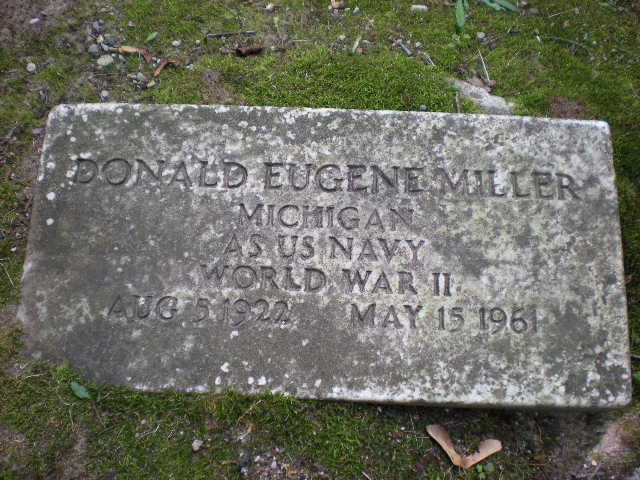 DONALD EUGENE MILLER
MICHIGAN
AS US NAVY
WORLD WAR II
AUG 5 1922 MAY 15 1961